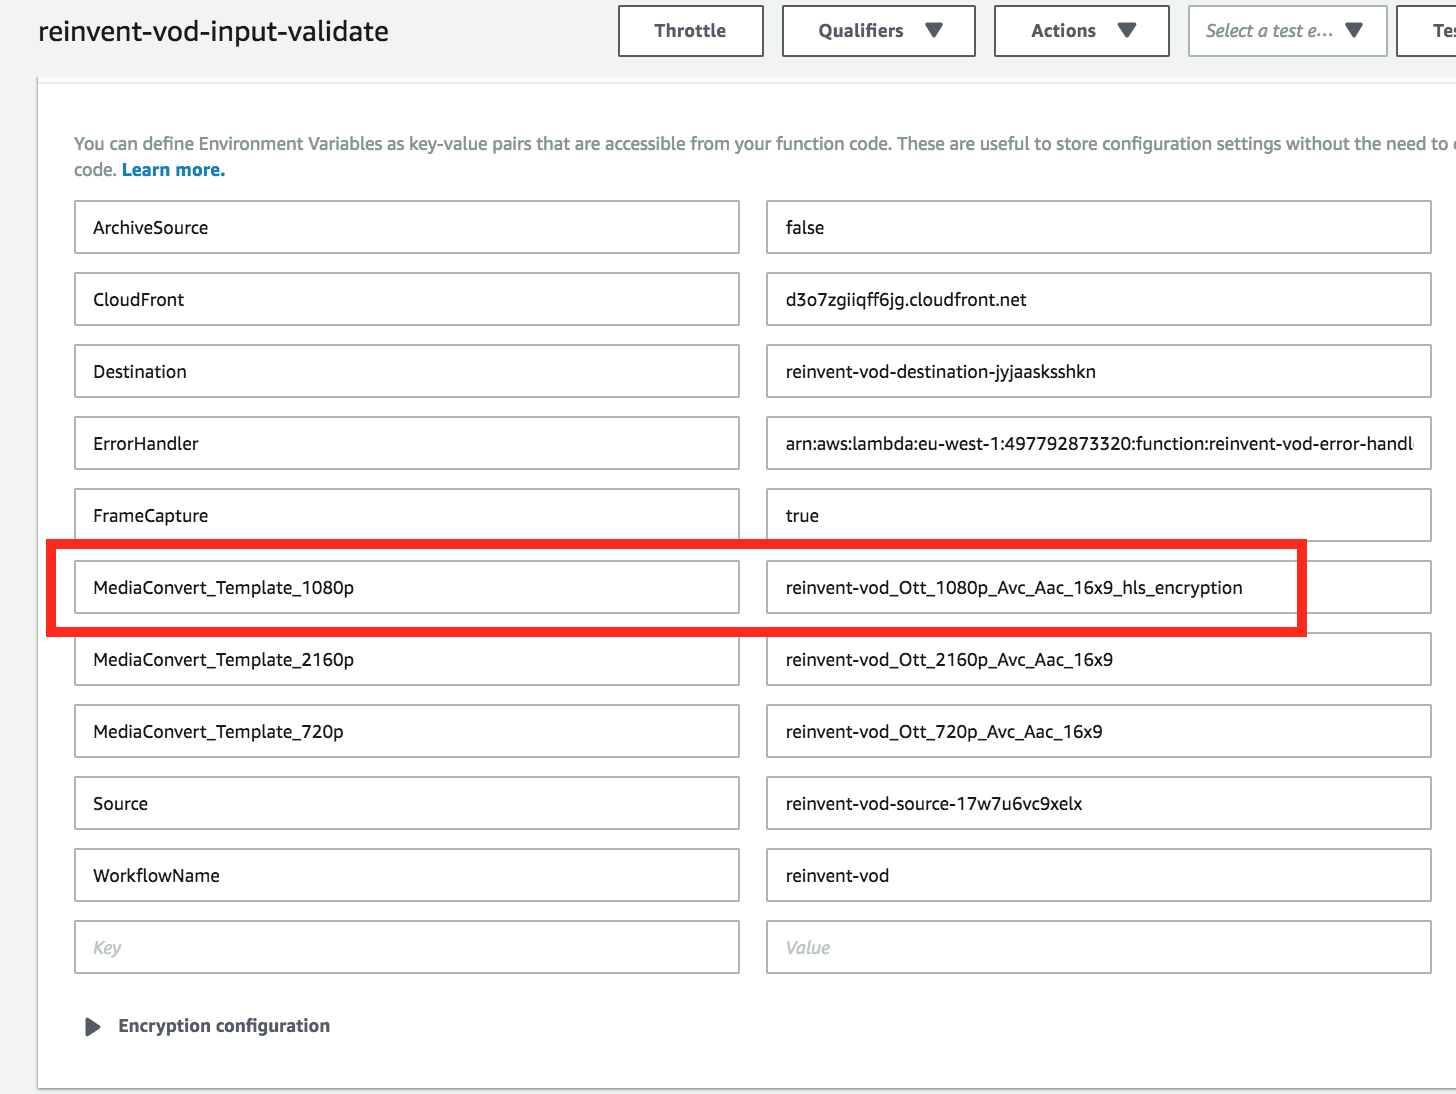 reinvent-vod-input-validate
Throttle
Qualifiers
Actions
Select a test e...
You can define Environment Variables as key-value pairs that are accessible from your function code. These are useful to store configuration settings without the need to
code. Learn more.
ArchiveSource false
CloudFront d3o7zgiiqff6jg.cloudfront.net
Destination reinvent-vod-destination-jyjaasksshkn
ErrorHandler arn:aws:lambda:eu-west-1:497792873320:function:reinvent-vod-error-handl
FrameCapture true
MediaConvert_Template_1080p reinvent-vod_Ott_1080p_Avc_Aac_16x9_hls_encryption
MediaConvert_Template_2160p reinvent-vod_Ott_2160p_Avc_Aac_16x9
MediaConvert_Template_720p reinvent-vod_Ott_720p_Avc_Aac_16x9
Source reinvent-vod-source-17w7u6vc9xelx
WorkflowName reinvent-vod
Key Value
Encryption configuration